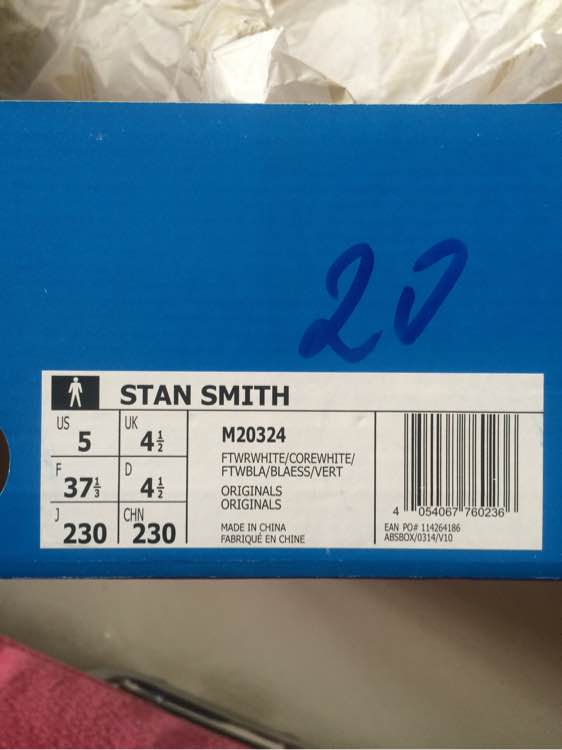 20
STAN SMITH
US 5
UK 4½
F 37⅓
D 4½
J 230
CHN 230
M20324
FTWRWHITE/COREWHITE/
FTWBLA/BLAESS/VERT
ORIGINALS
ORIGINALS
MADE IN CHINA
FABRIQUÉ EN CHINE
4 054067 760236
EAN PO# 114264186
ABSBOX/0314/V10